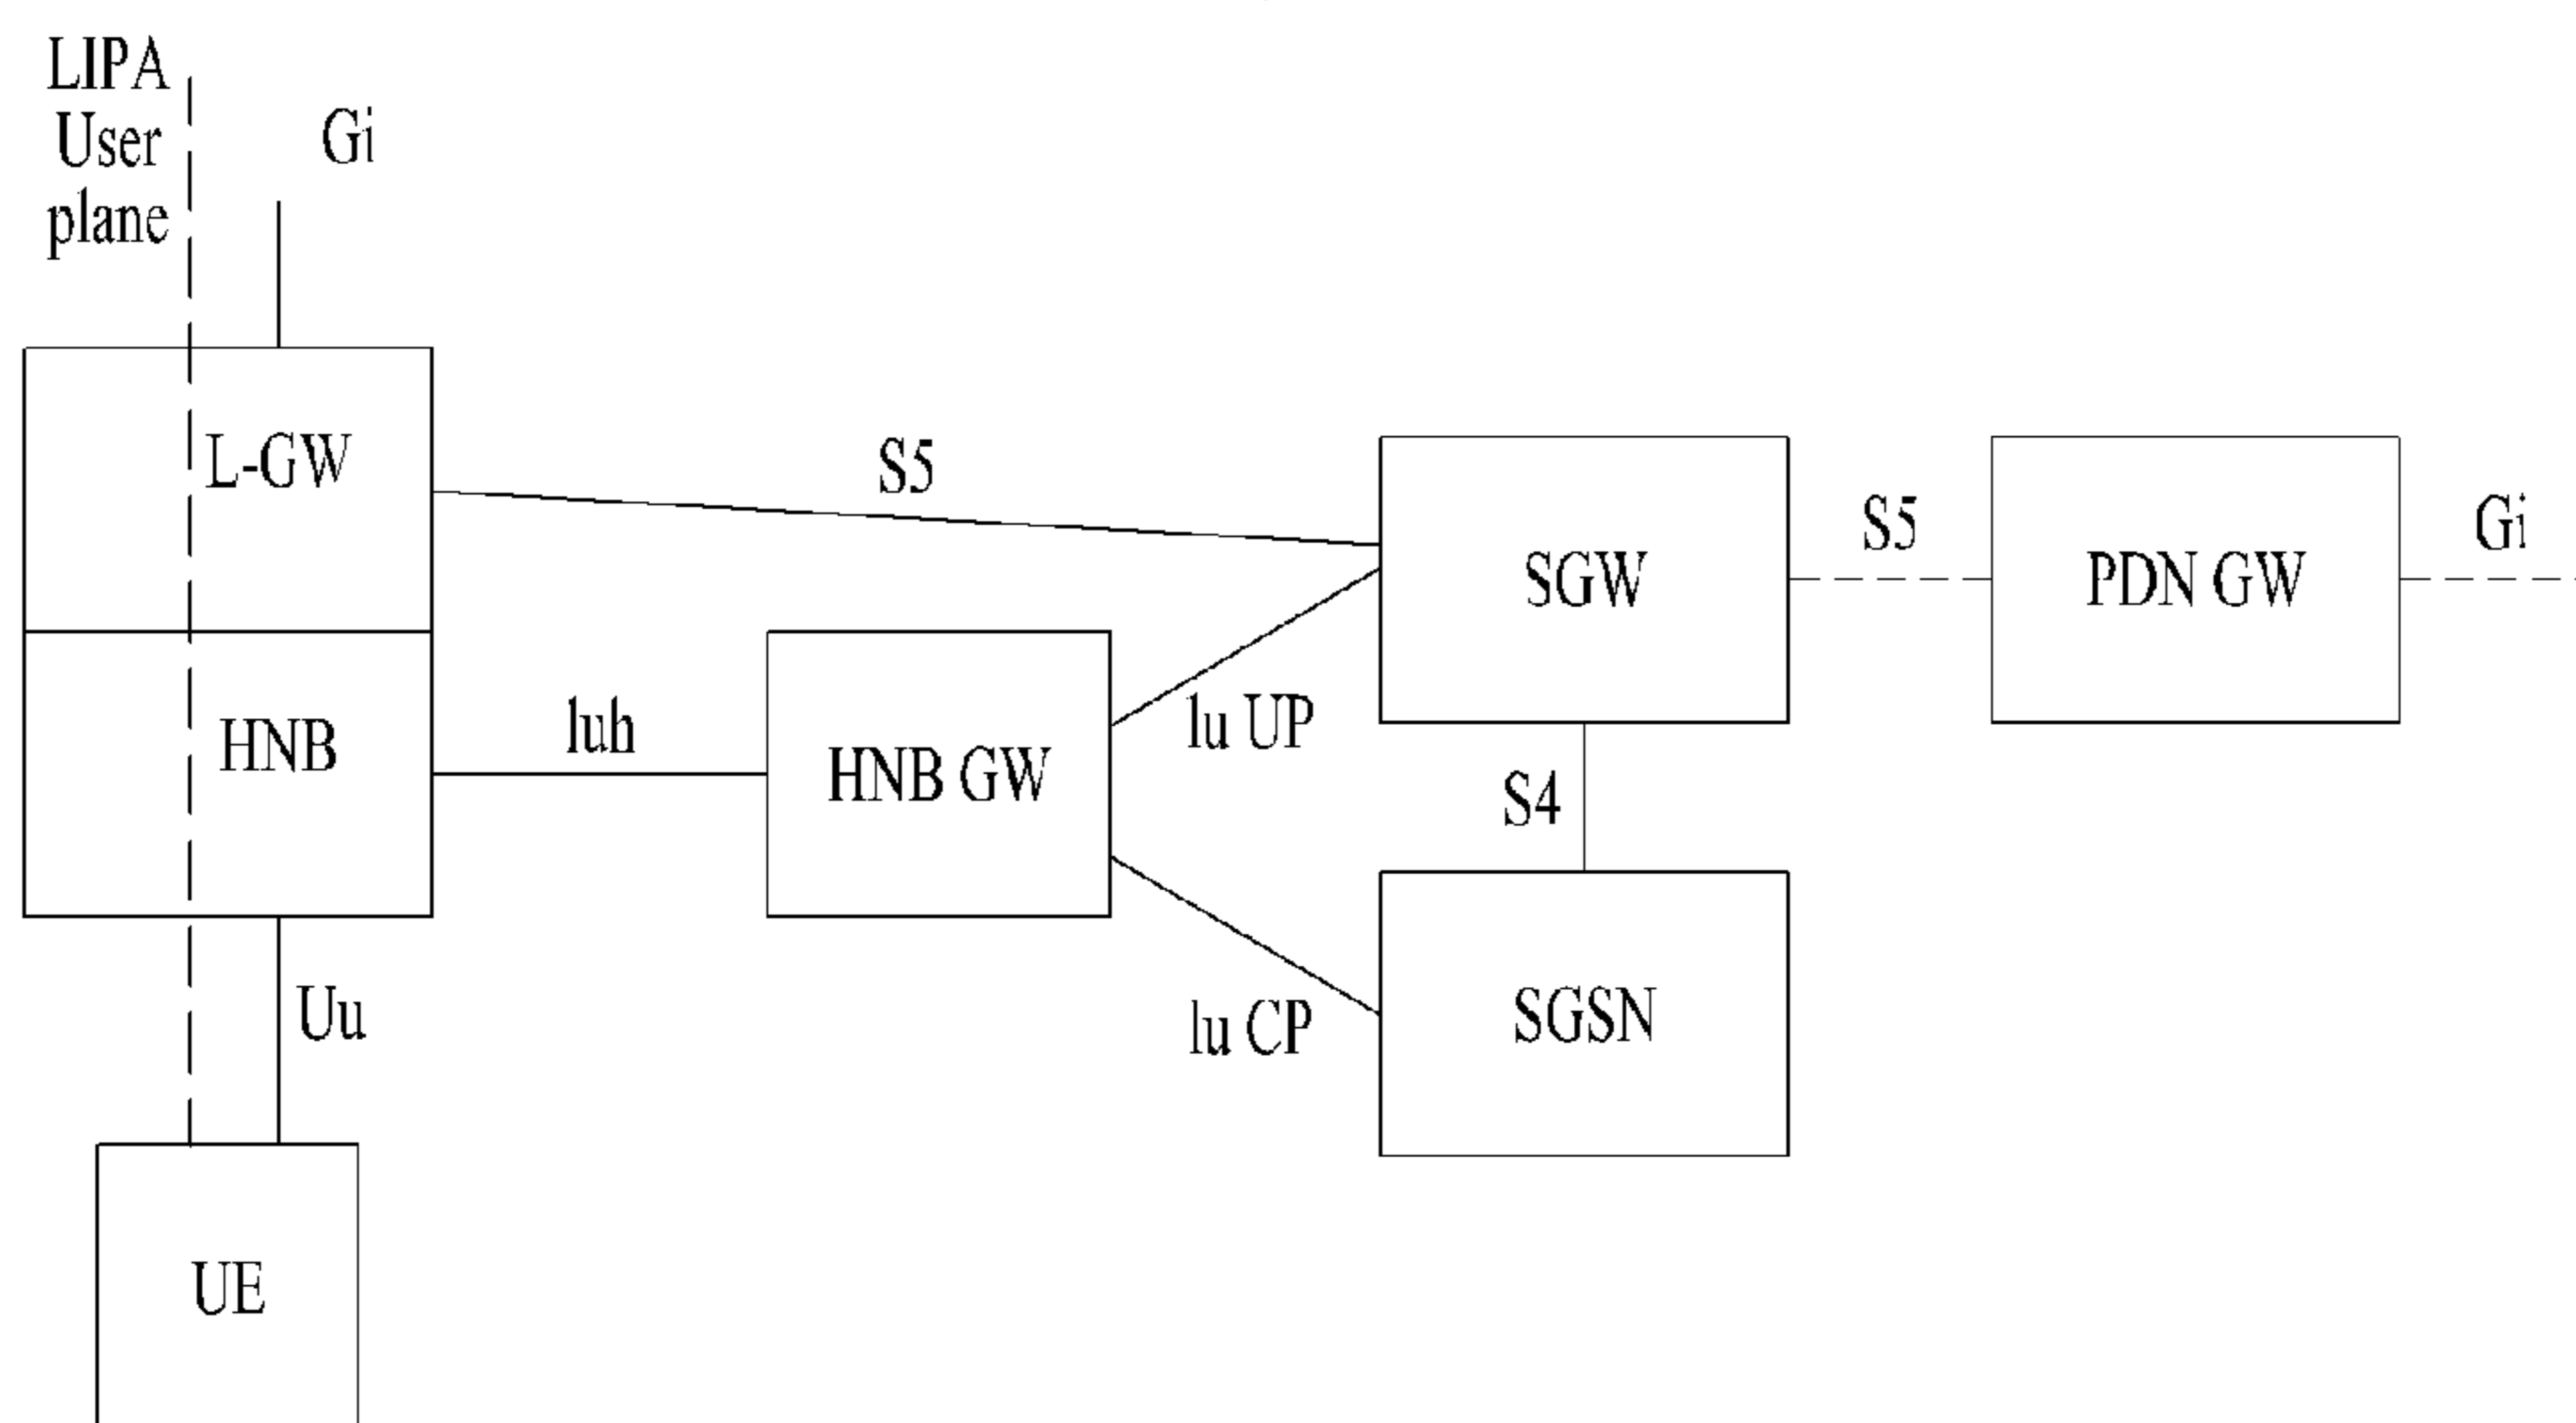 LIPA
User
plane
Gi
L-GW
S5
SGW
S5
PDN GW
Gi
HNB
Iuh
HNB GW
Iu UP
S4
Iu CP
SGSN
Uu
UE